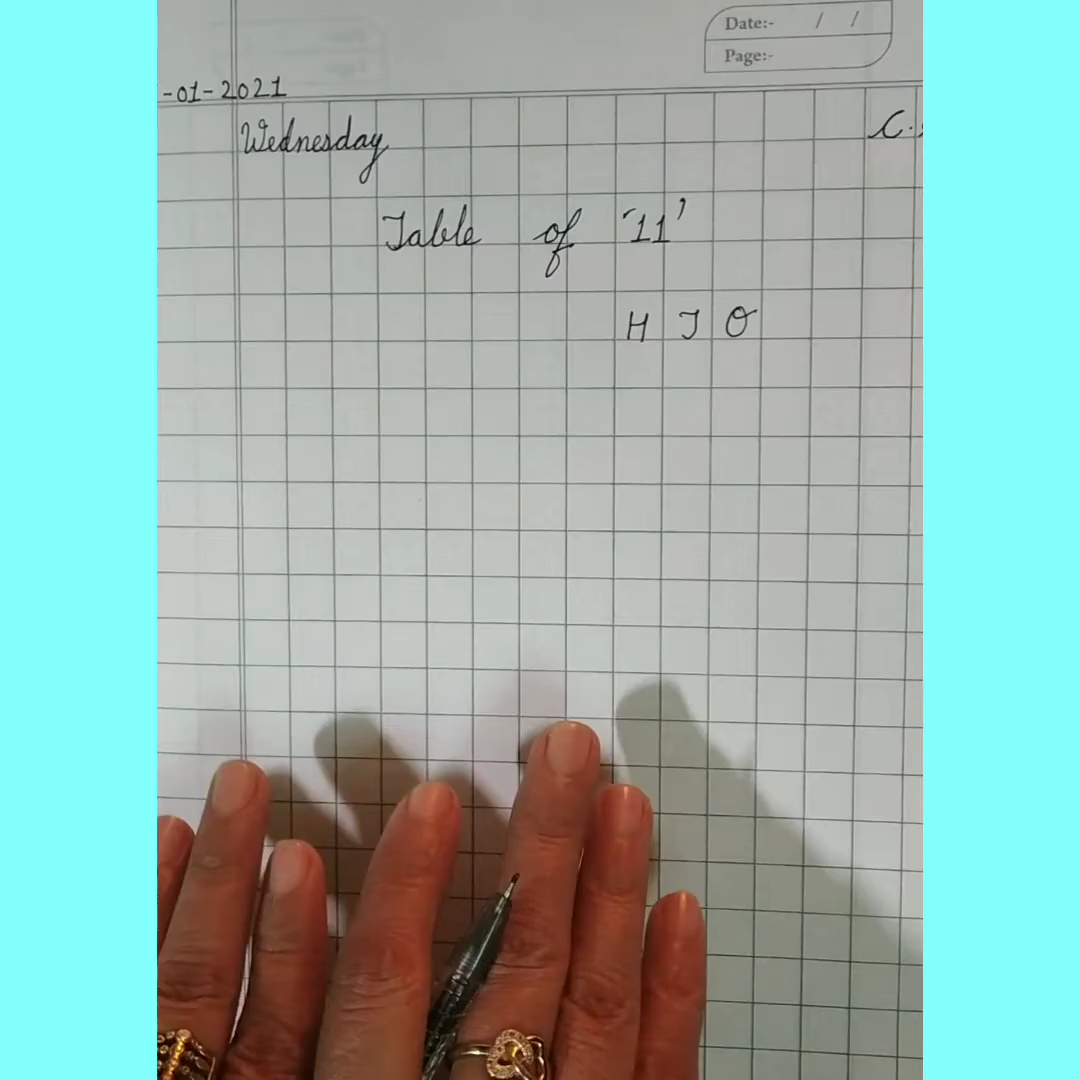 Date:- / /
Page:-
-01-2021
Wednesday
C.
Table of '11'
H T O